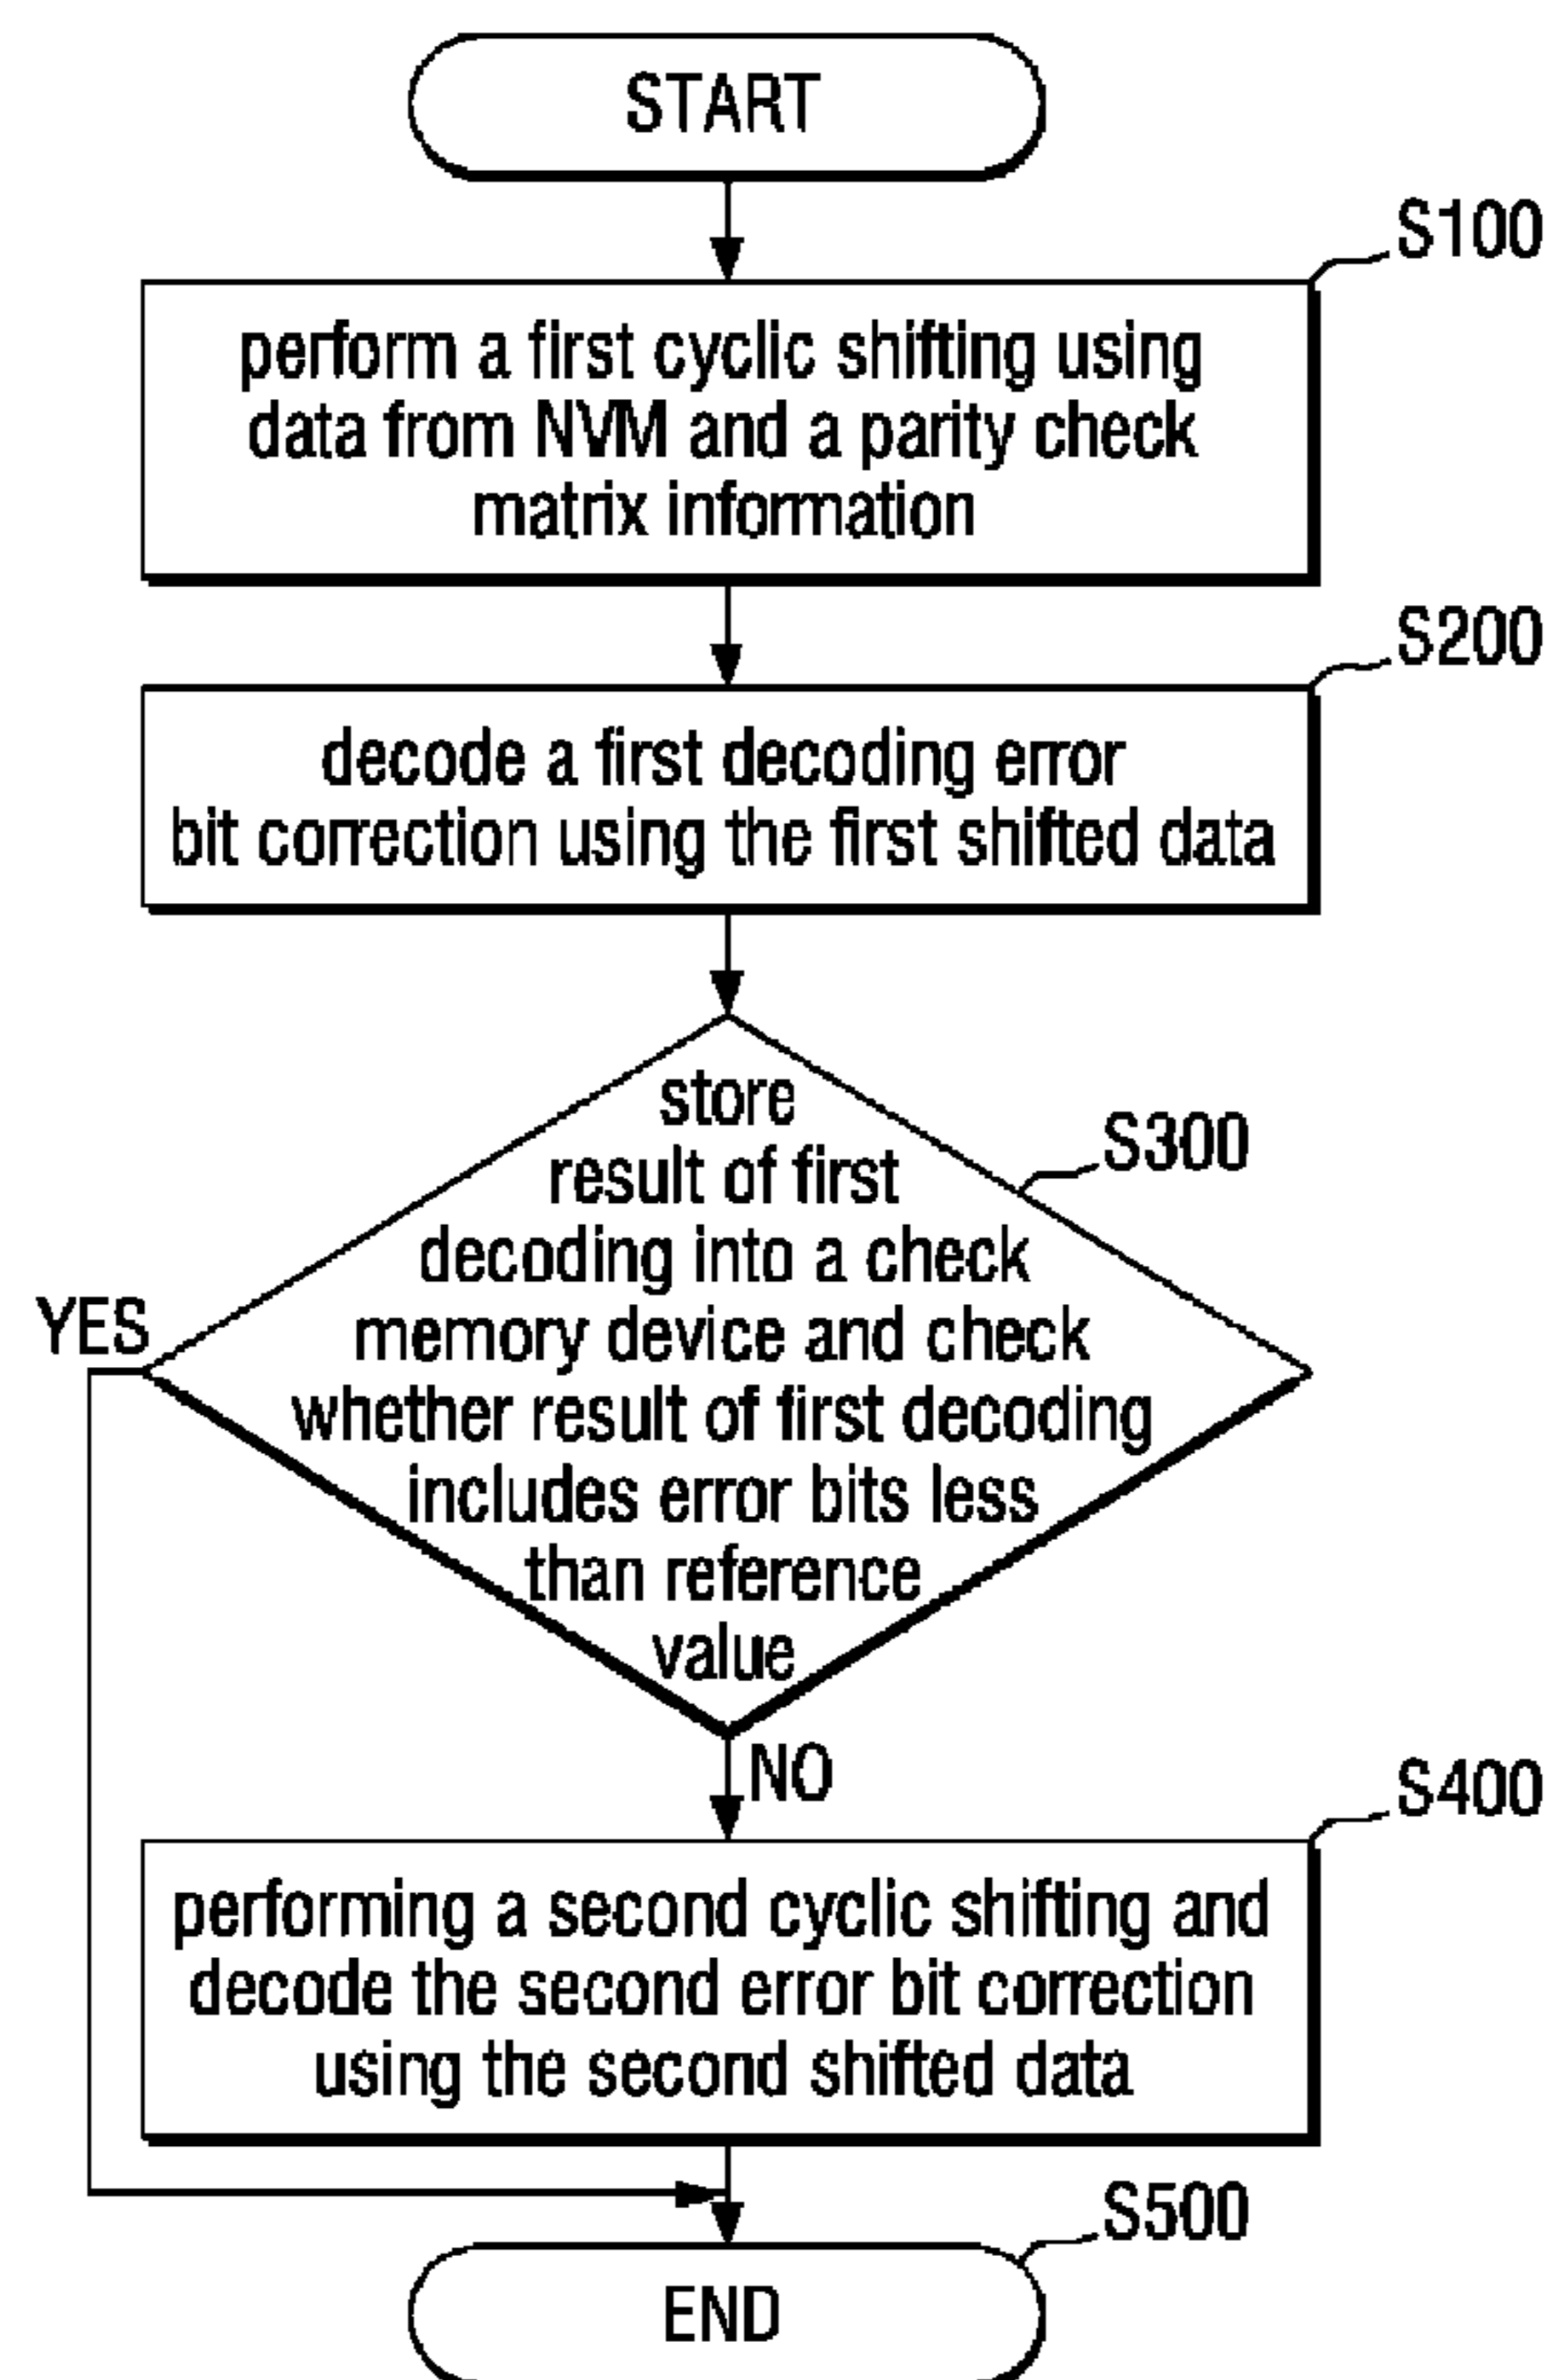 START
S100
perform a first cyclic shifting using
data from NVM and a parity check
matrix information
S200
decode a first decoding error
bit correction using the first shifted data
S300
store
result of first
decoding into a check
memory device and check
whether result of first decoding
includes error bits less
than reference
value
YES
NO
S400
performing a second cyclic shifting and
decode the second error bit correction
using the second shifted data
S500
END